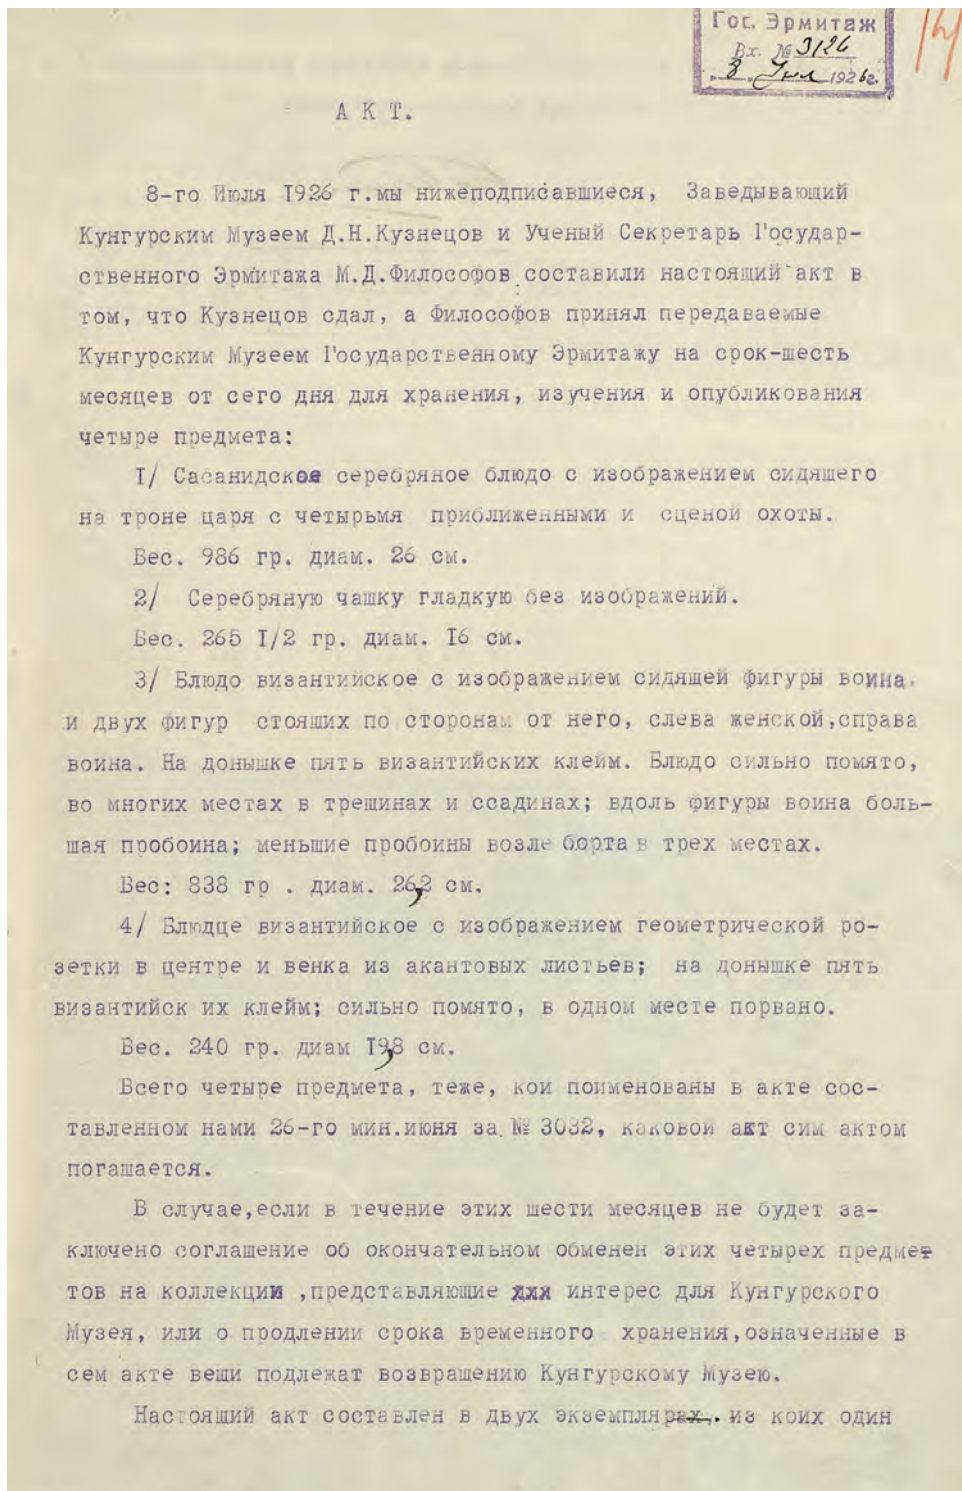 Гос. Эрмитаж
Вх. № 3126
"8" Июл 1926г.
А К Т.
8-го Июля 1926 г.мы нижеподписавшиеся, Заведывающий
Кунгурским Музеем Д.Н.Кузнецов и Ученый Секретарь Государ-
ственного Эрмитажа М.Д.Философов составили настоящий акт в
том, что Кузнецов сдал, а Философов принял передаваемые
Кунгурским Музеем Государственному Эрмитажу на срок-шесть
месяцев от сего дня для хранения, изучения и опубликования
четыре предмета:
1/ Сасанидское серебряное блюдо с изображением сидящего
на троне царя с четырьмя приближенными и сценой охоты.
Вес. 986 гр. диам. 26 см.
2/ Серебряную чашку гладкую без изображений.
Вес. 265 1/2 гр. диам. 16 см.
3/ Блюдо византийское с изображением сидящей фигуры воина.
и двух фигур стоящих по сторонам от него, слева женской,справа
воина. На донышке пять византийских клейм. Блюдо сильно помято,
во многих местах в трещинах и ссадинах; вдоль фигуры воина боль-
шая пробоина; меньшие пробоины возле борта в трех местах.
Вес: 838 гр . диам. 26,2 см.
4/ Блюдце византийское с изображением геометрической ро-
зетки в центре и венка из акантовых листьев; на донышке пять
византийск их клейм; сильно помято, в одном месте порвано.
Вес. 240 гр. диам 19,8 см.
Всего четыре предмета, теже, кои поименованы в акте сос-
тавленном нами 26-го мин.июня за № 3032, каковой акт сим актом
погашается.
В случае,если в течение этих шести месяцев не будет за-
ключено соглашение об окончательном обменен этих четырех предме-
тов на коллекции ,представляющие для интерес для Кунгурского
Музея, или о продлении срока временного хранения,означенные в
сем акте вещи подлежат возвращению Кунгурскому Музею.
Настоящий акт составлен в двух экземплярах,. из коих один